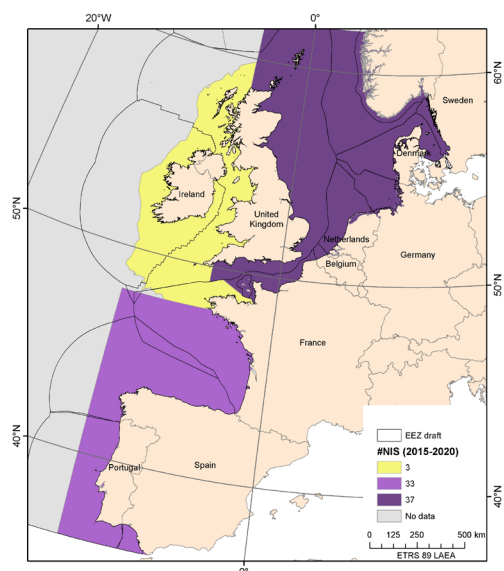 20°W
0°
60°N
Sweden
Denmark
Ireland
50°N
United
Kingdom
Netherlands
Belgium
Germany
50°N
France
40°N
Portugal
Spain
40°N
EEZ draft
#NIS (2015-2020)
3
33
37
No data
0 125 250 500 km
ETRS 89 LAEA